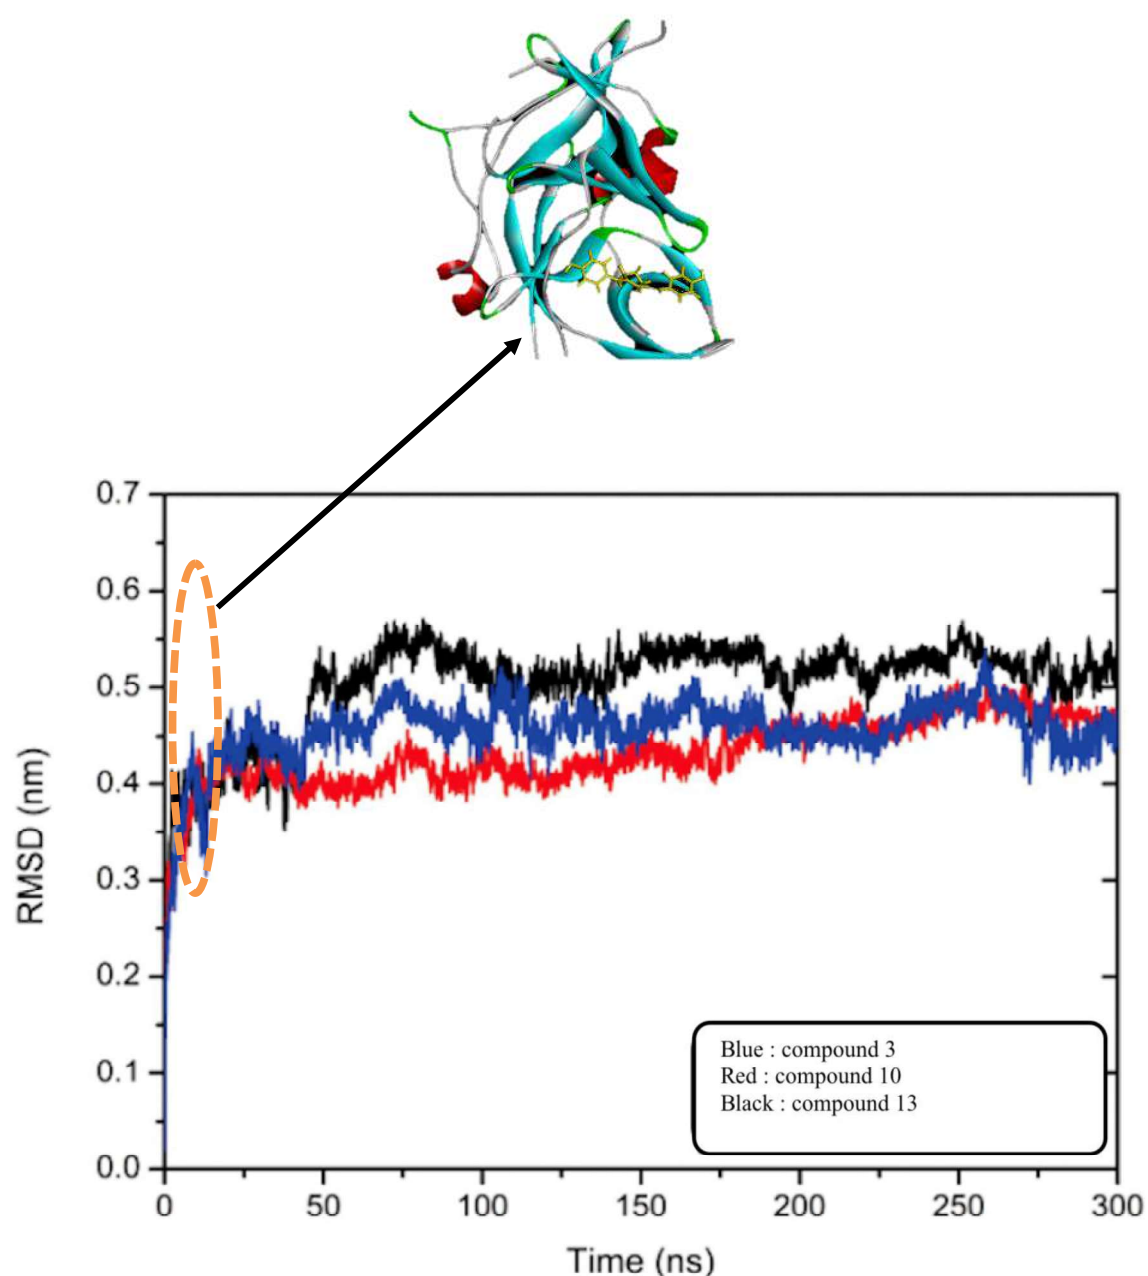 0.7
0.6
0.5
0.4
0.3
0.2
0.1
0.0
RMSD (nm)
Blue : compound 3
Red : compound 10
Black : compound 13
0 50 100 150 200 250 300
Time (ns)